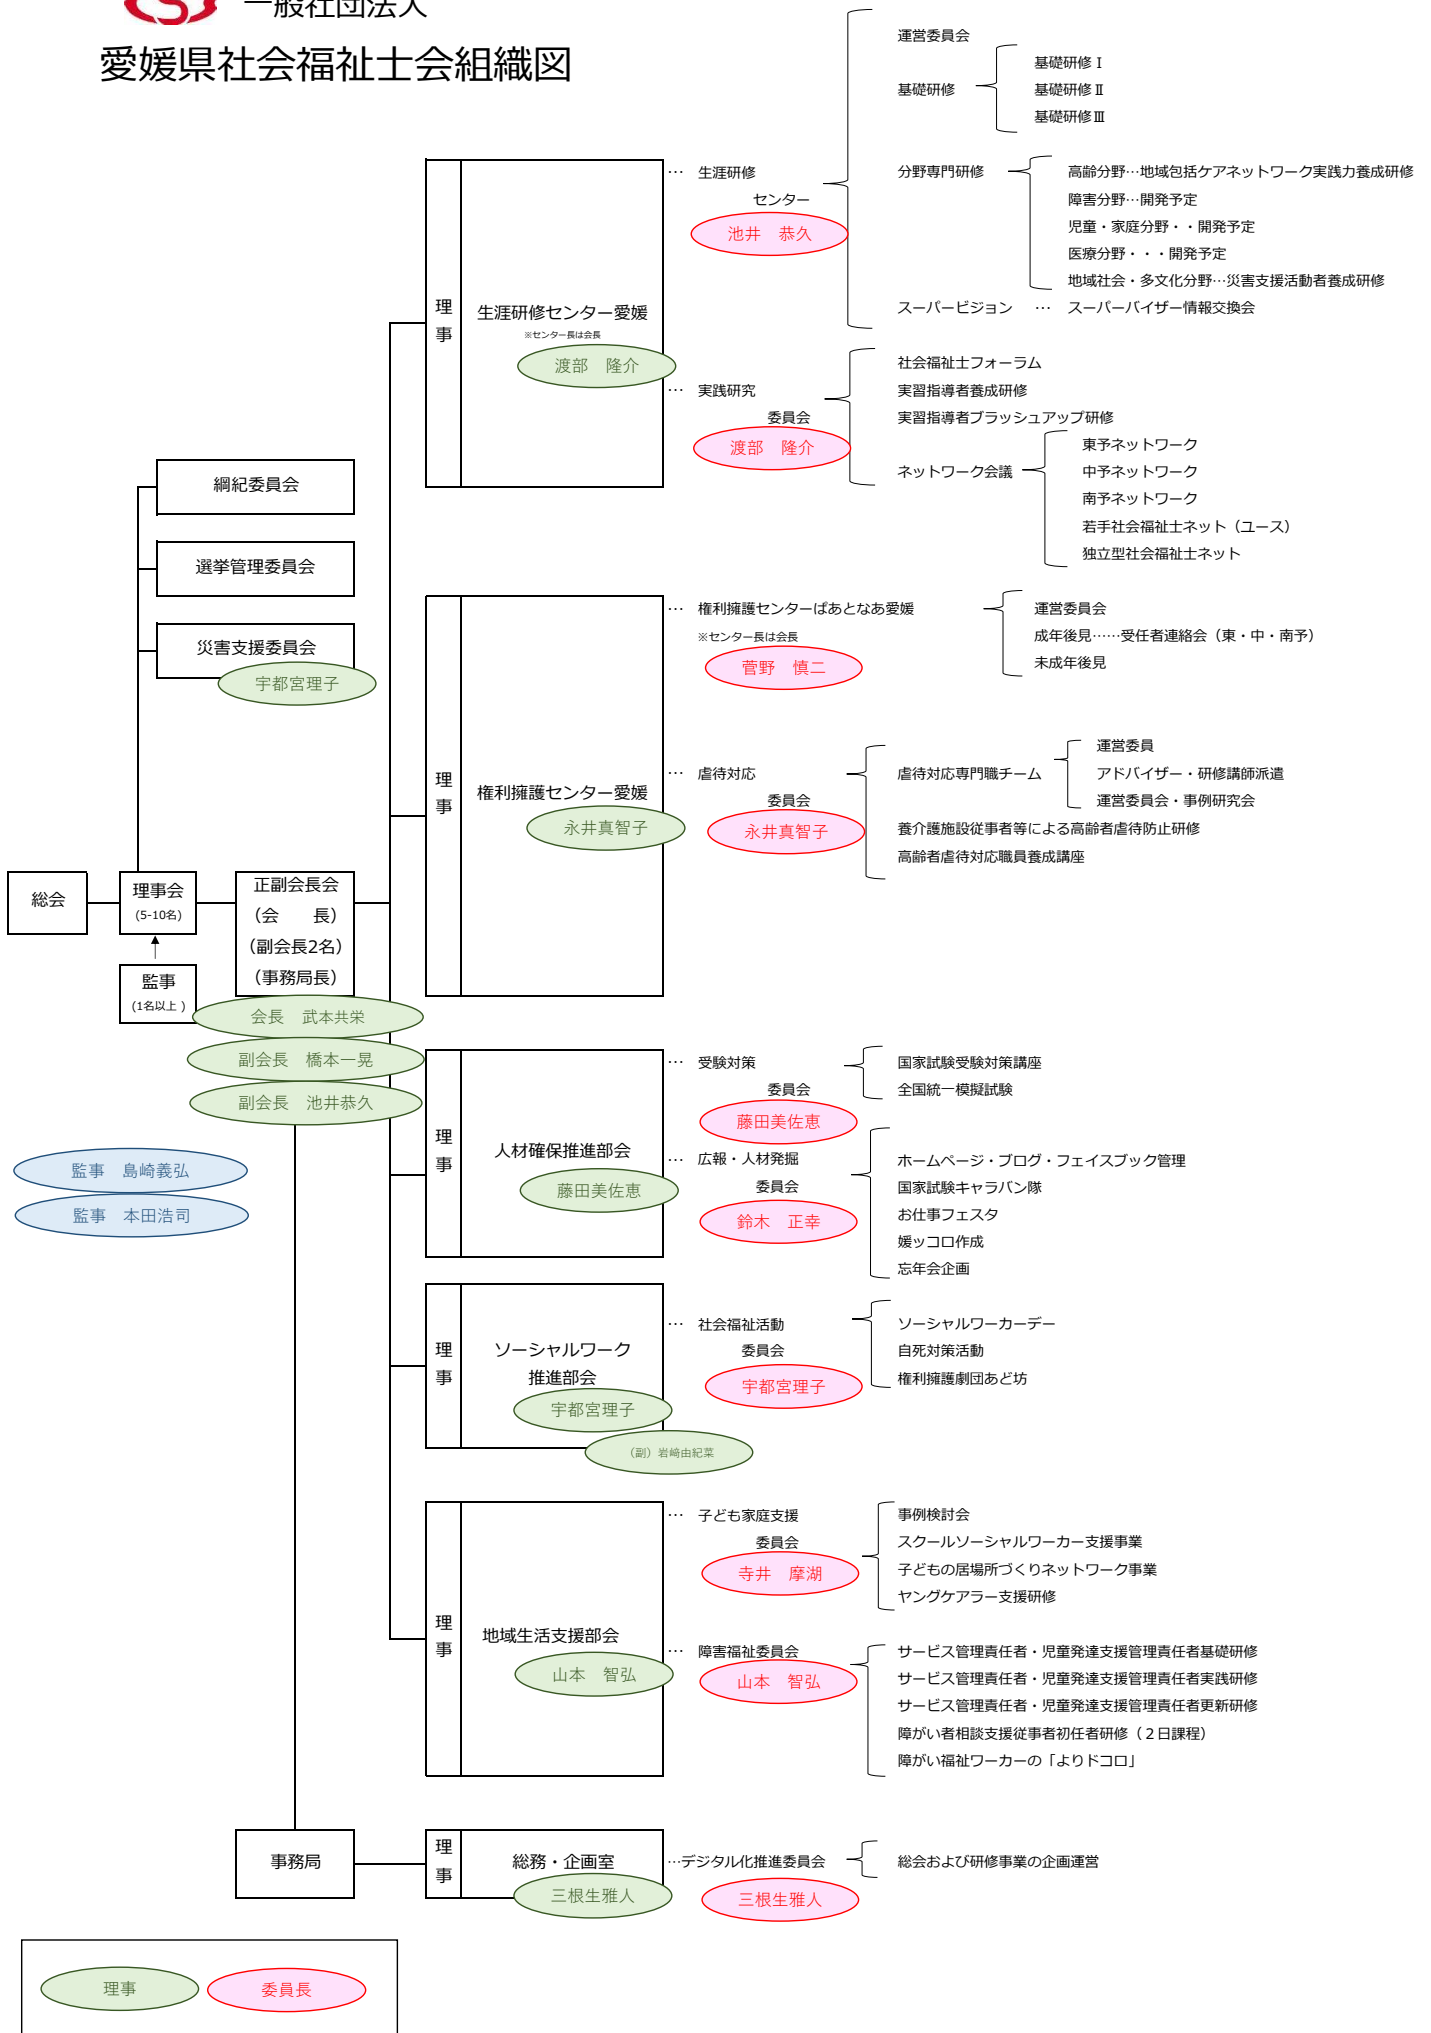 一般社団法人
愛媛県社会福祉士会組織図
運営委員会
基礎研修
基礎研修Ⅰ
基礎研修Ⅱ
基礎研修Ⅲ
理事
生涯研修センター愛媛
※センター長は会長
渡部　隆介
… 生涯研修
センター
池井　恭久
分野専門研修
高齢分野…地域包括ケアネットワーク実践力養成研修
障害分野…開発予定
児童・家庭分野・・開発予定
医療分野・・・開発予定
地域社会・多文化分野…災害支援活動者養成研修
スーパービジョン … スーパーバイザー情報交換会
… 実践研究
委員会
渡部　隆介
社会福祉士フォーラム
実習指導者養成研修
実習指導者ブラッシュアップ研修
ネットワーク会議
東予ネットワーク
中予ネットワーク
南予ネットワーク
若手社会福祉士ネット（ユース）
独立型社会福祉士ネット
綱紀委員会
選挙管理委員会
災害支援委員会
宇都宮理子
理事
権利擁護センター愛媛
永井真智子
… 権利擁護センターぱあとなあ愛媛
※センター長は会長
菅野　慎二
運営委員会
成年後見……受任者連絡会（東・中・南予）
未成年後見
… 虐待対応
委員会
永井真智子
虐待対応専門職チーム
運営委員
アドバイザー・研修講師派遣
運営委員会・事例研究会
養介護施設従事者等による高齢者虐待防止研修
高齢者虐待対応職員養成講座
総会
理事会
(5-10名)
監事
(1名以上 )
正副会長会
（会　　長）
（副会長2名）
（事務局長）
会長　武本共栄
副会長　橋本一晃
副会長　池井恭久
監事　島崎義弘
監事　本田浩司
理事
人材確保推進部会
藤田美佐恵
… 受験対策
委員会
藤田美佐恵
国家試験受験対策講座
全国統一模擬試験
… 広報・人材発掘
委員会
鈴木　正幸
ホームページ・ブログ・フェイスブック管理
国家試験キャラバン隊
お仕事フェスタ
媛ッコロ作成
忘年会企画
理事
ソーシャルワーク
推進部会
宇都宮理子
（副）岩﨑由紀菜
… 社会福祉活動
委員会
宇都宮理子
ソーシャルワーカーデー
自死対策活動
権利擁護劇団あど坊
理事
地域生活支援部会
山本　智弘
… 子ども家庭支援
委員会
寺井　摩湖
事例検討会
スクールソーシャルワーカー支援事業
子どもの居場所づくりネットワーク事業
ヤングケアラー支援研修
… 障害福祉委員会
山本　智弘
サービス管理責任者・児童発達支援管理責任者基礎研修
サービス管理責任者・児童発達支援管理責任者実践研修
サービス管理責任者・児童発達支援管理責任者更新研修
障がい者相談支援従事者初任者研修（２日課程）
障がい福祉ワーカーの「よりドコロ」
事務局
理事
総務・企画室
三根生雅人
…デジタル化推進委員会
三根生雅人
総会および研修事業の企画運営
理事
委員長